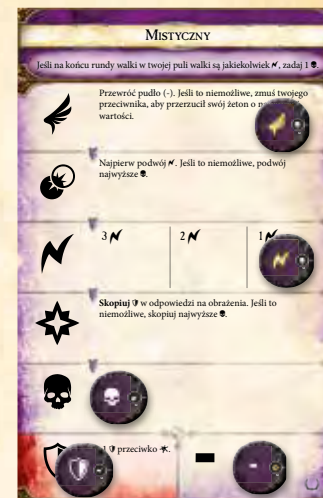 MISTYCZNY
Jeśli na końcu rundy walki w twojej puli walki są jakiekolwiek, zadaj 1.
Przewróć pudło (-). Jeśli to niemożliwe, zmuś twojego
przeciwnika, aby przerzucił swój żeton o
wartości.
Najpierw podwój. Jeśli to niemożliwe, podwój
najwyższe.
3 2 1
Skopiuj w odpowiedzi na obrażenia. Jeśli to
niemożliwe, skopiuj najwyższe.
1 przeciwko.